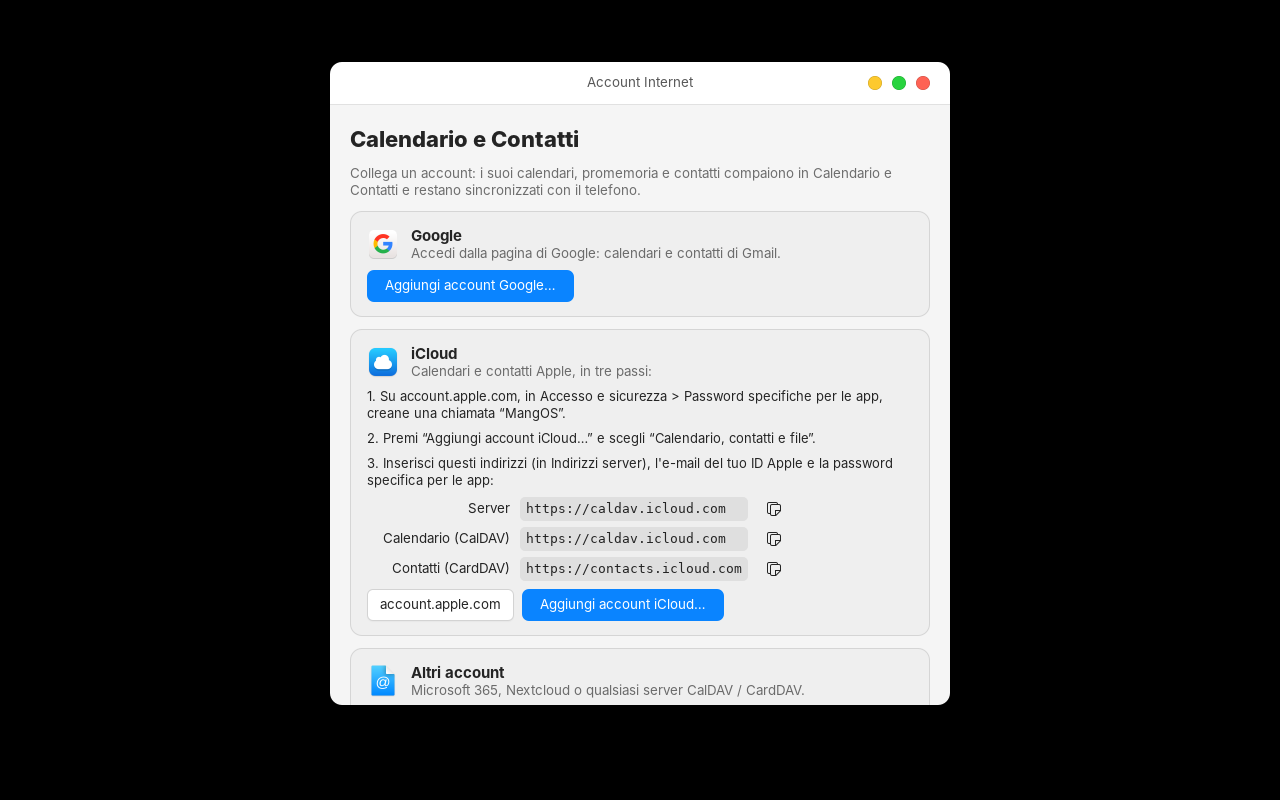 Account Internet
Calendario e Contatti
Collega un account: i suoi calendari, promemoria e contatti compaiono in Calendario e
Contatti e restano sincronizzati con il telefono.
Google
Accedi dalla pagina di Google: calendari e contatti di Gmail.
Aggiungi account Google...
iCloud
Calendari e contatti Apple, in tre passi:
1. Su account.apple.com, in Accesso e sicurezza > Password specifiche per le app,
creane una chiamata “MangOS”.
2. Premi “Aggiungi account iCloud...” e scegli “Calendario, contatti e file”.
3. Inserisci questi indirizzi (in Indirizzi server), l'e-mail del tuo ID Apple e la password
specifica per le app:
Server https://caldav.icloud.com
Calendario (CalDAV) https://caldav.icloud.com
Contatti (CardDAV) https://contacts.icloud.com
account.apple.com Aggiungi account iCloud...
Altri account
Microsoft 365, Nextcloud o qualsiasi server CalDAV / CardDAV.